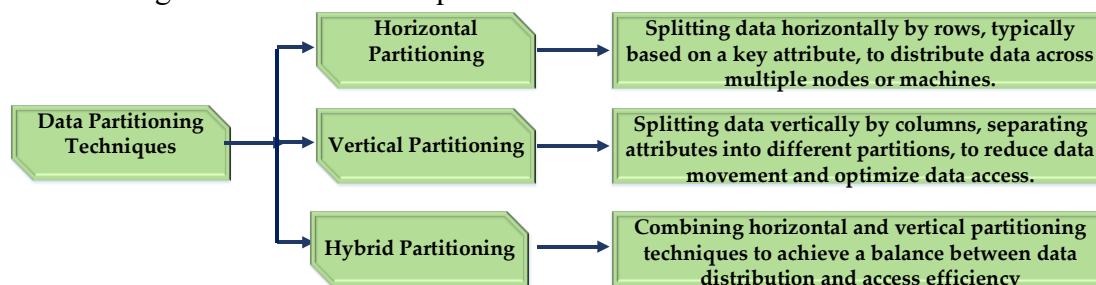 Data Partitioning
Techniques
Horizontal
Partitioning
Splitting data horizontally by rows, typically
based on a key attribute, to distribute data across
multiple nodes or machines.
Vertical Partitioning
Splitting data vertically by columns, separating
attributes into different partitions, to reduce data
movement and optimize data access.
Hybrid Partitioning
Combining horizontal and vertical partitioning
techniques to achieve a balance between data
distribution and access efficiency